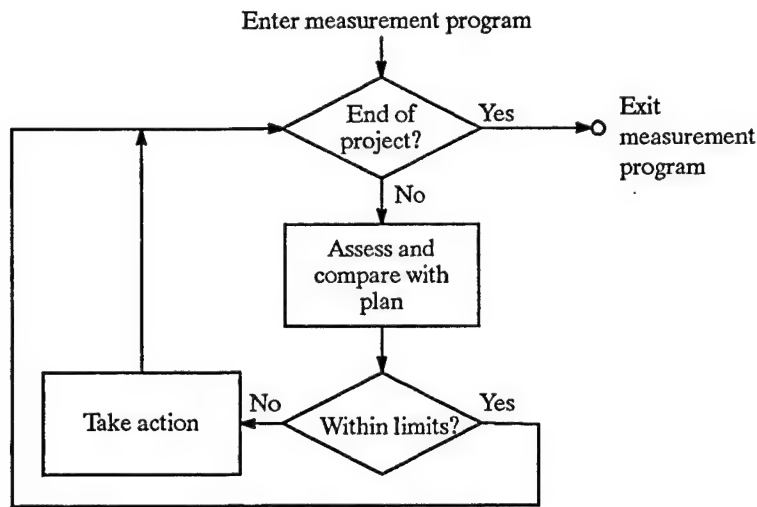 Enter measurement program
End of
project?
Yes
Exit
measurement
program
No
Assess and
compare with
plan
Take action
No
Within limits?
Yes